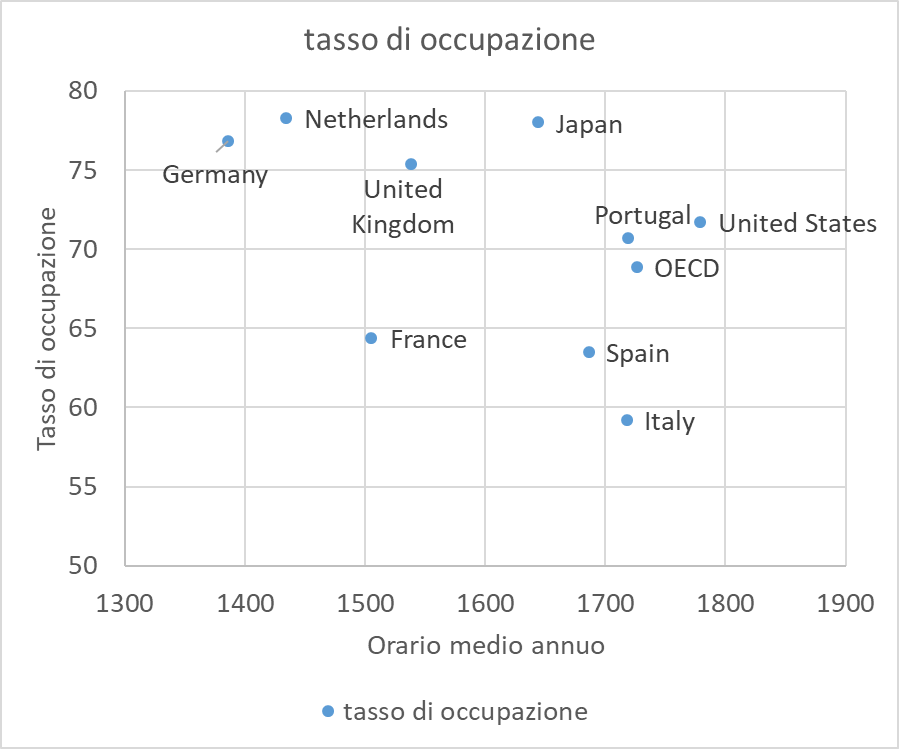 tasso di occupazione
80
75
70
65
60
55
50
Tasso di occupazione
Netherlands
Japan
Germany
United
Kingdom
Portugal
United States
OECD
France
Spain
Italy
1300 1400 1500 1600 1700 1800 1900
Orario medio annuo
tasso di occupazione